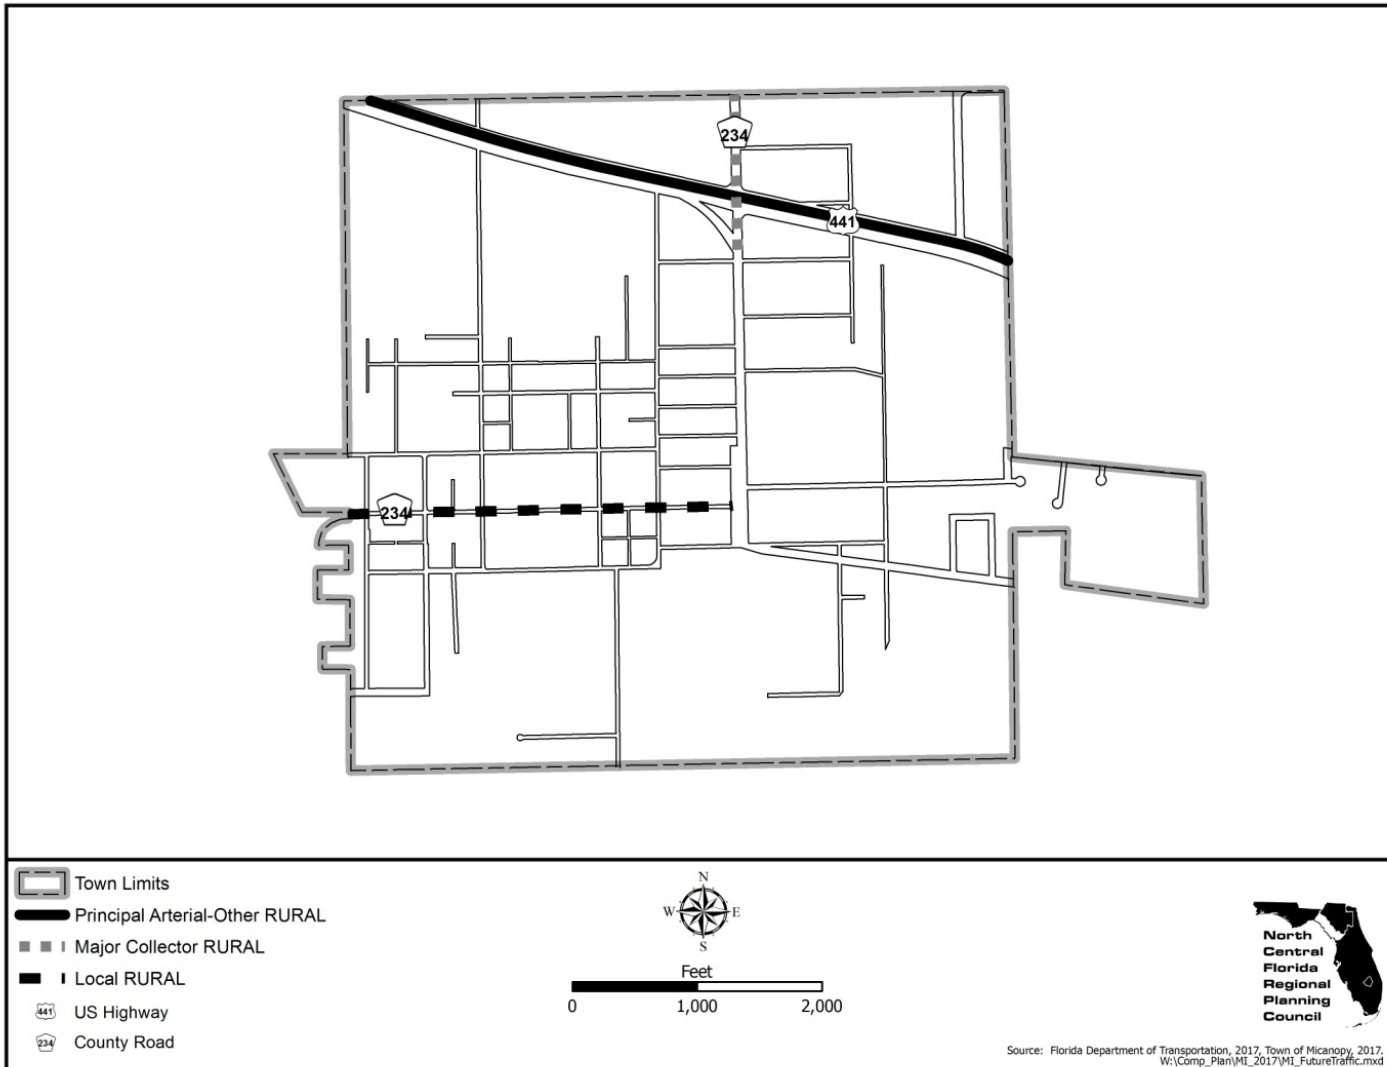 234
441
234
Town Limits
Principal Arterial-Other RURAL
Major Collector RURAL
Local RURAL
441 US Highway
234 County Road
N
W E
S
Feet
0 1,000 2,000
North
Central
Florida
Regional
Planning
Council
Source: Florida Department of Transportation, 2017, Town of Micanopy, 2017.
W:\Comp_Plan\MI_2017\MI_FutureTraffic.mxd